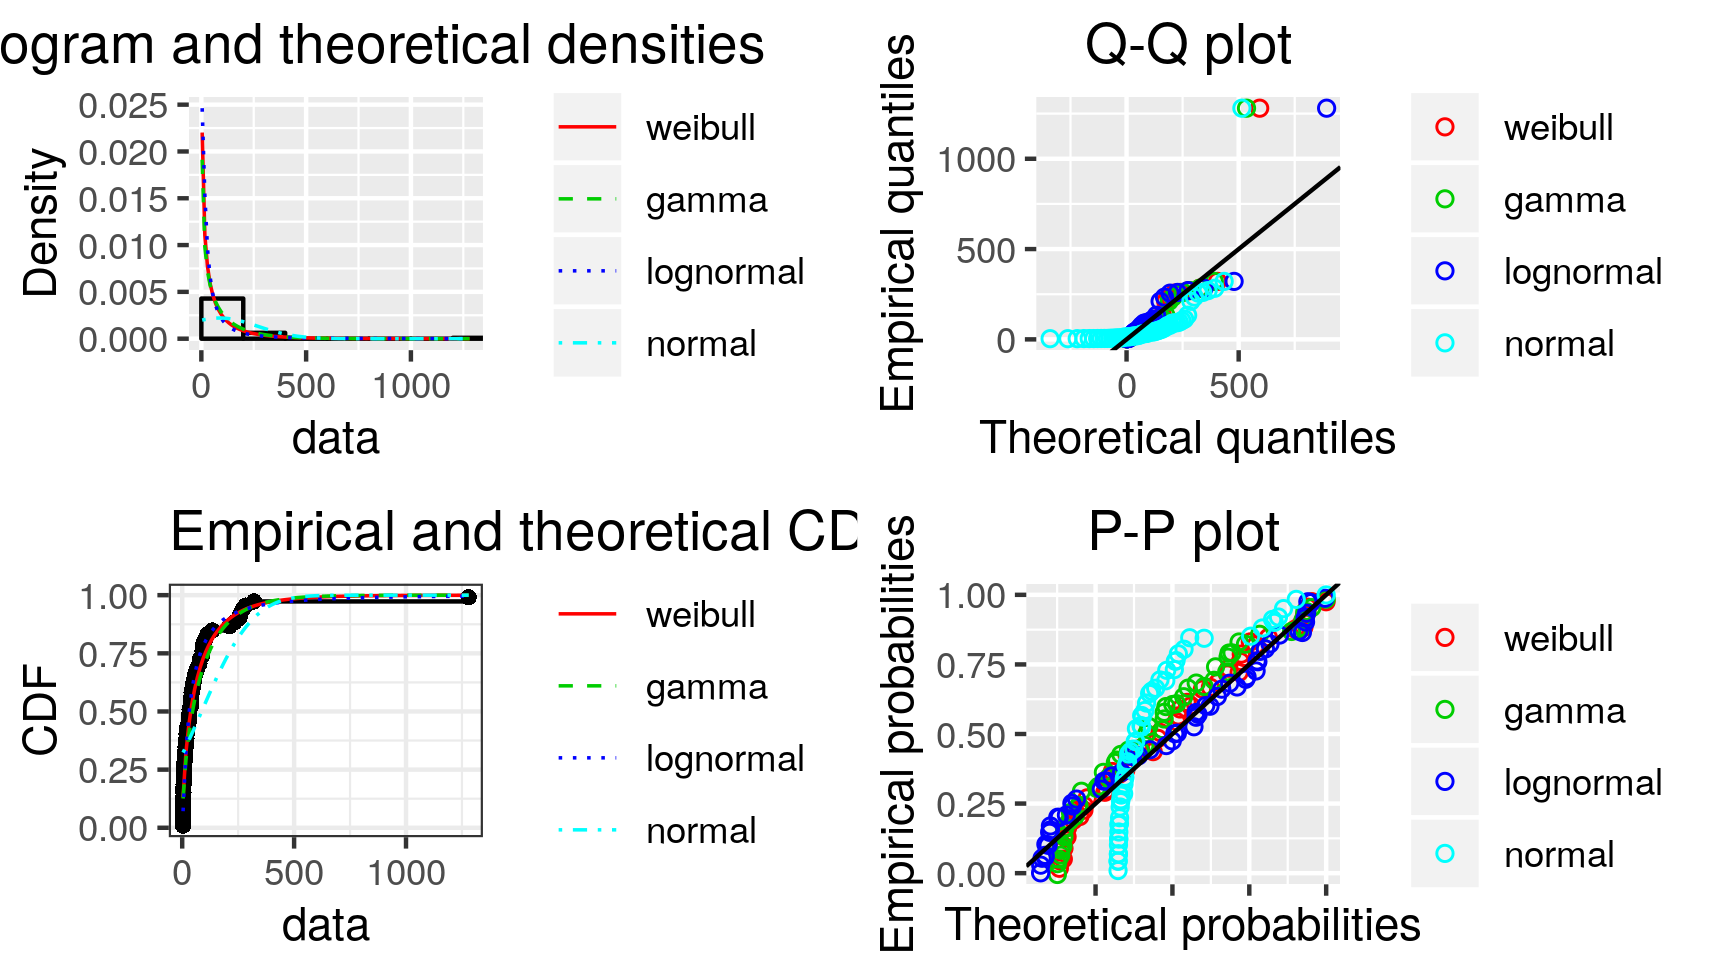 ogram and theoretical densities
Density
0.025
0.020
0.015
0.010
0.005
0.000
0
500
1000
data
weibull
gamma
lognormal
normal
Q-Q plot
Empirical quantiles
1000
500
0
0
500
Theoretical quantiles
weibull
gamma
lognormal
normal
Empirical and theoretical CD
CDF
1.00
0.75
0.50
0.25
0.00
0
500
1000
data
weibull
gamma
lognormal
normal
P-P plot
Empirical probabilities
1.00
0.75
0.50
0.25
0.00
Theoretical probabilities
weibull
gamma
lognormal
normal